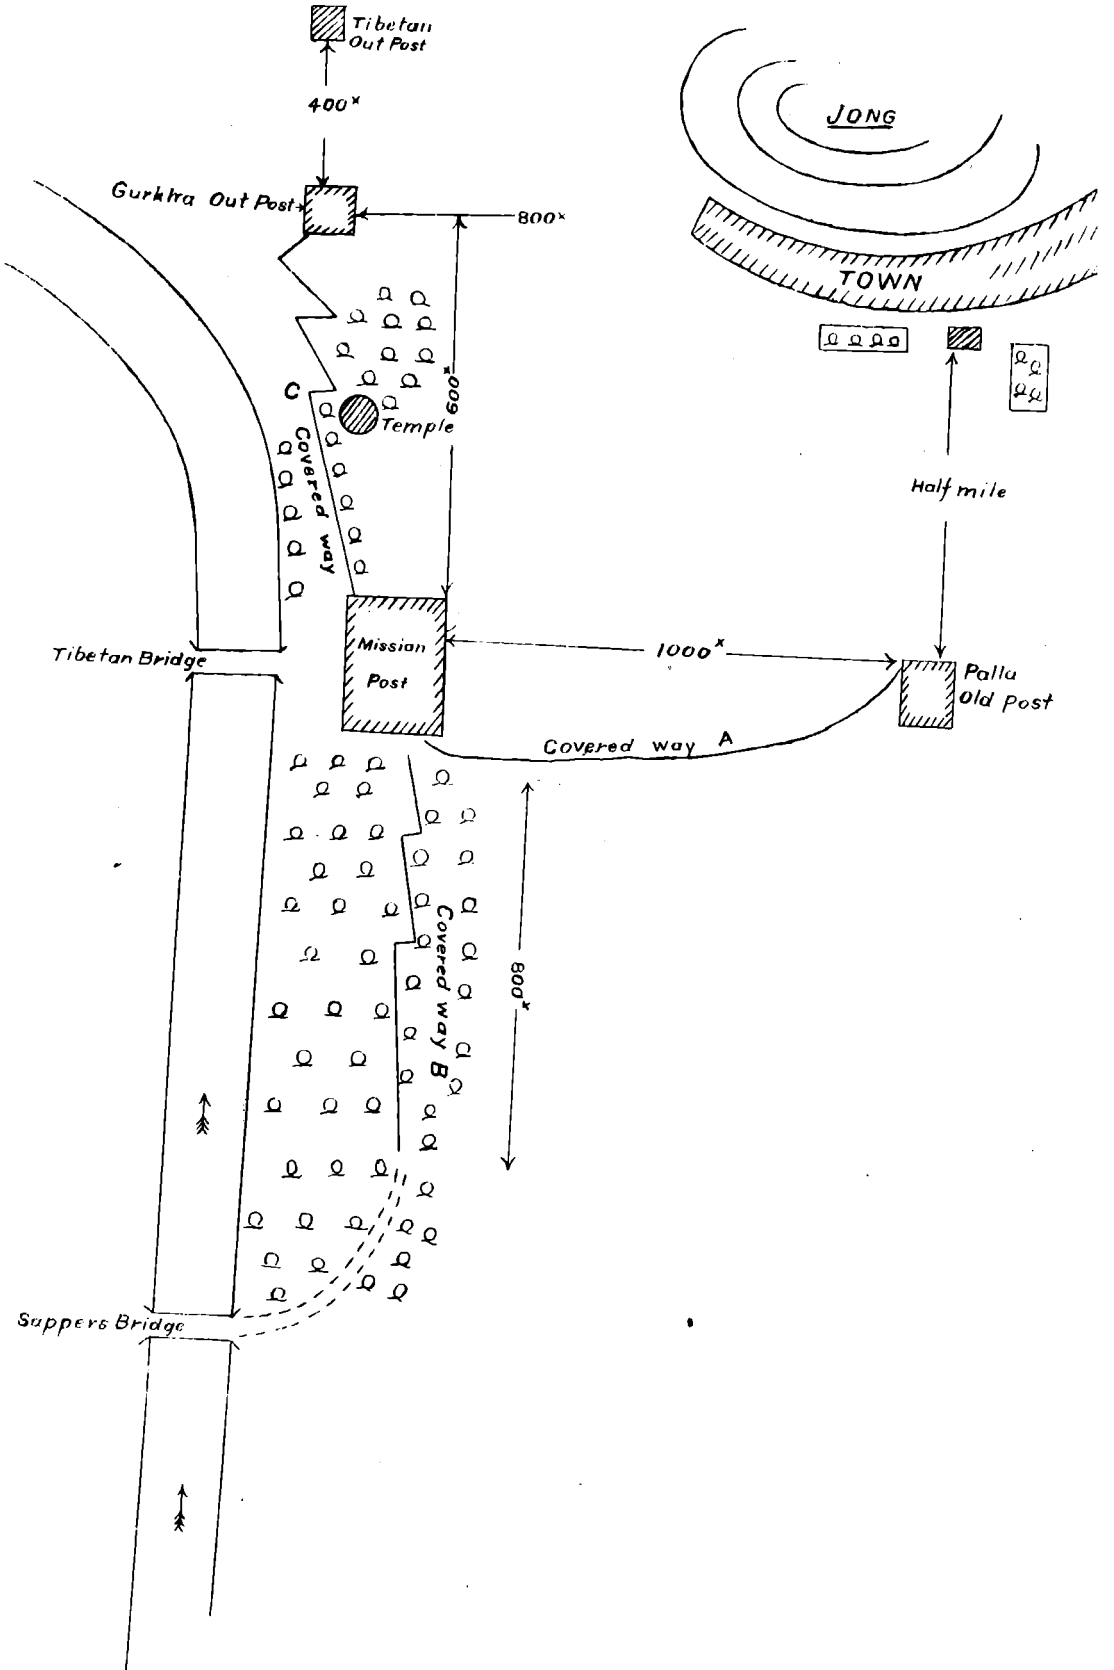 Tibetan
Out Post
400ˣ
JONG
Gurkha Out Post
800ˣ
TOWN
600ˣ
C
Temple
Covered way
Half mile
Mission
Post
Tibetan Bridge
1000ˣ
Palla
Old post
Covered way A
Covered way B
800ˣ
Sappers Bridge